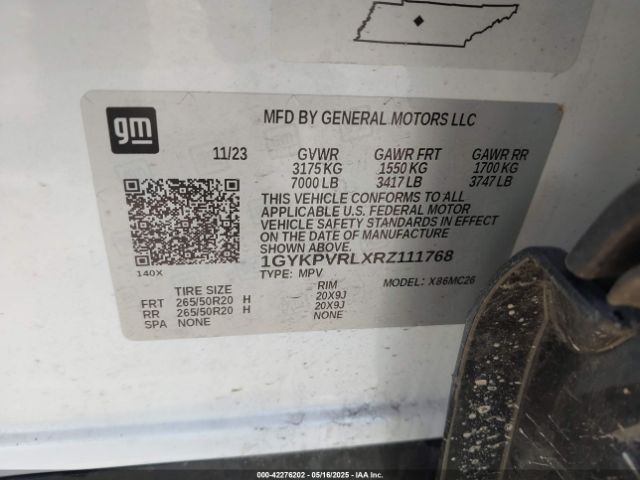 gm
MFD BY GENERAL MOTORS LLC
11/23 GVWR GAWR FRT GAWR RR
3175 KG 1550 KG 1700 KG
7000 LB 3417 LB 3747 LB
THIS VEHICLE CONFORMS TO ALL
APPLICABLE U.S. FEDERAL MOTOR
VEHICLE SAFETY STANDARDS IN EFFECT
ON THE DATE OF MANUFACTURE
SHOWN ABOVE.
1GYKPVRLXRZ111768
140X TYPE: MPV MODEL: X86MC26
TIRE SIZE RIM
FRT 265/50R20 H 20X9J
RR 265/50R20 H 20X9J
SPA NONE NONE
000-42276202 - 05/16/2025 - IAA Inc.